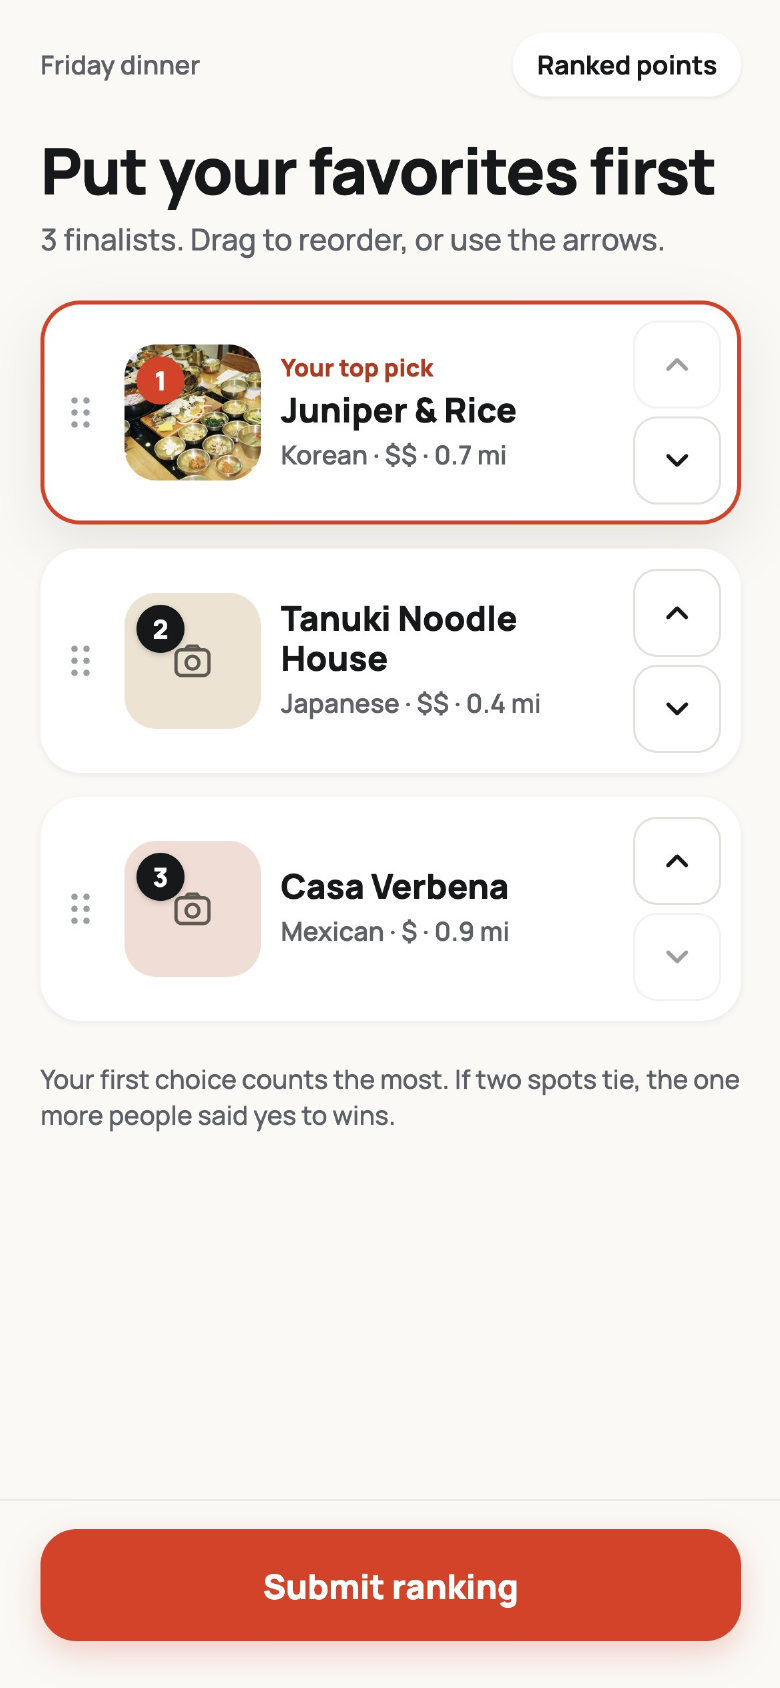 Friday dinner
Ranked points
Put your favorites first
3 finalists. Drag to reorder, or use the arrows.
1
Your top pick
Juniper & Rice
Korean · $$ · 0.7 mi
2
Tanuki Noodle
House
Japanese · $$ · 0.4 mi
3
Casa Verbena
Mexican · $ · 0.9 mi
Your first choice counts the most. If two spots tie, the one
more people said yes to wins.
Submit ranking